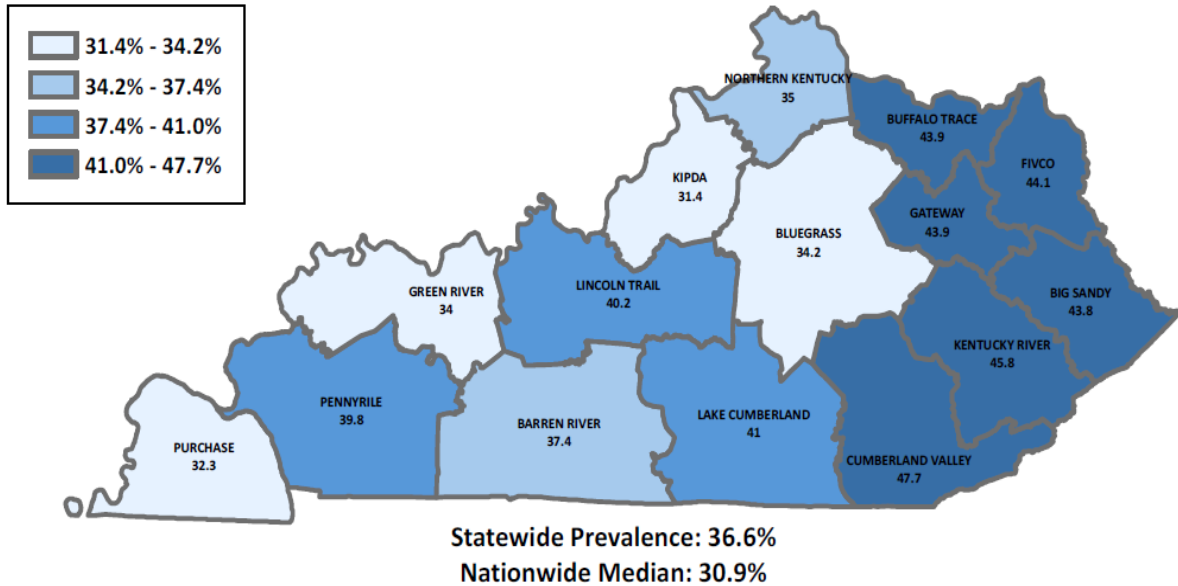 31.4% - 34.2%
34.2% - 37.4%
37.4% - 41.0%
41.0% - 47.7%
NORTHERN KENTUCKY
35
BUFFALO TRACE
43.9
FIVCO
44.1
KIPDA
31.4
GATEWAY
43.9
BLUEGRASS
34.2
GREEN RIVER
34
LINCOLN TRAIL
40.2
BIG SANDY
43.8
KENTUCKY RIVER
45.8
PENNYRILE
39.8
BARREN RIVER
37.4
LAKE CUMBERLAND
41
PURCHASE
32.3
CUMBERLAND VALLEY
47.7
Statewide Prevalence: 36.6%
Nationwide Median: 30.9%